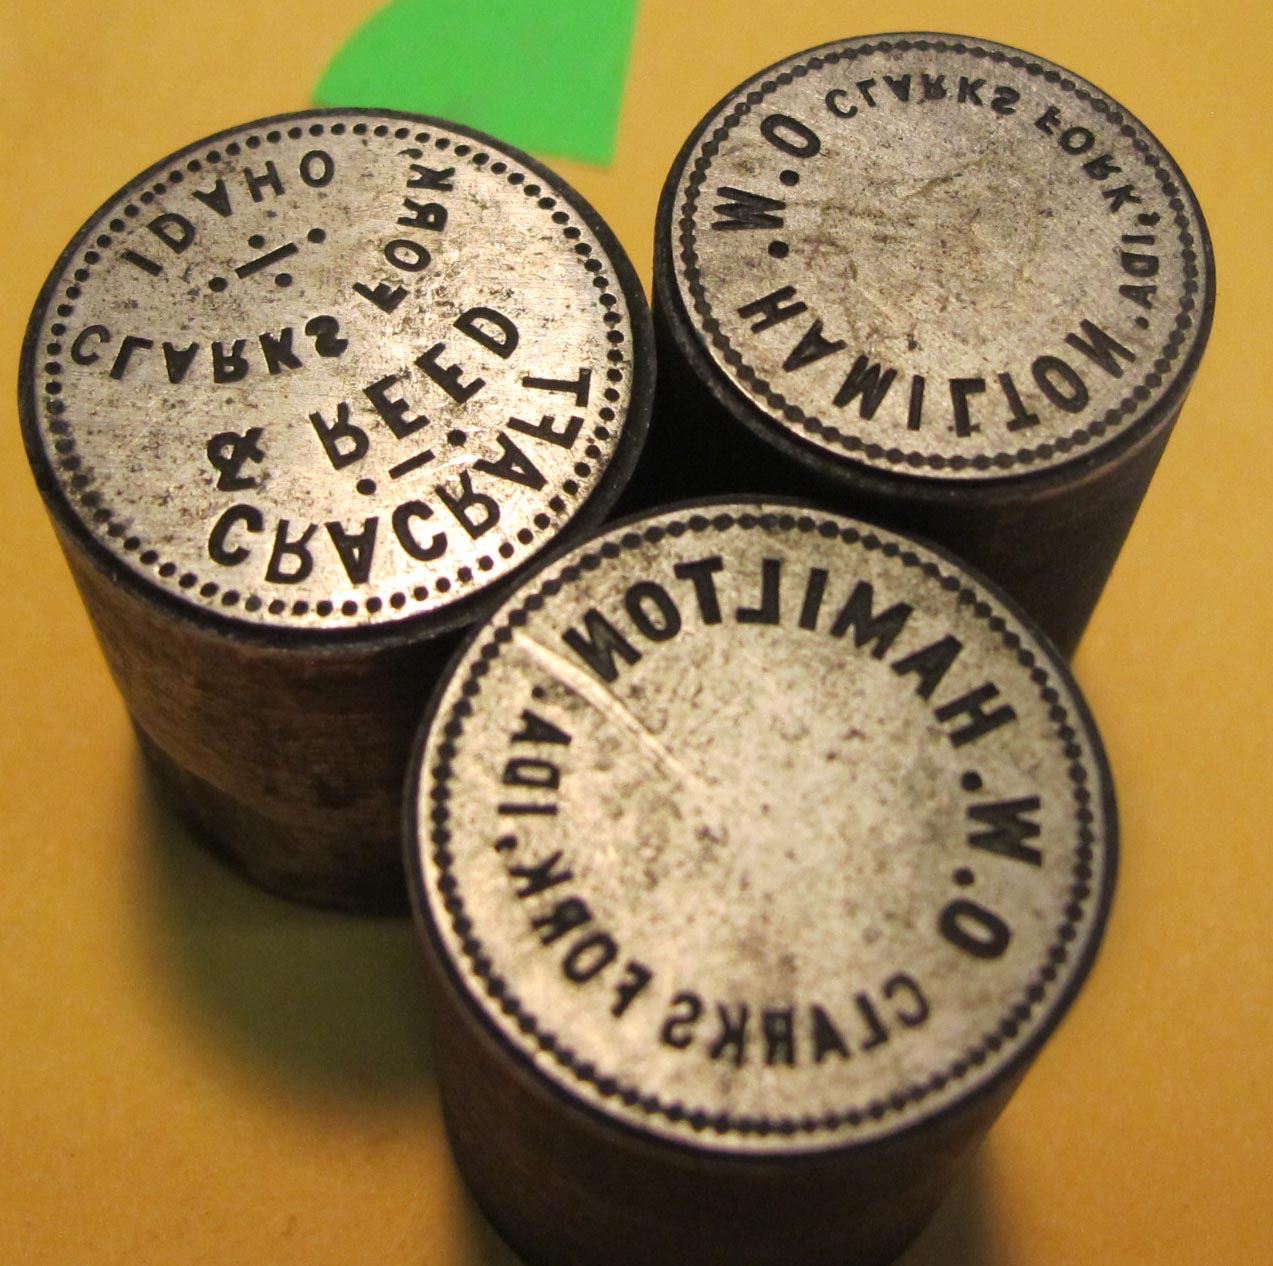 CRACRAFT
& REED
CLARKS FORK
IDAHO
O.W. HAMILTON
CLARKS FORK, IDA.
O.W. HAMILTON
CLARKS FORK, IDA.